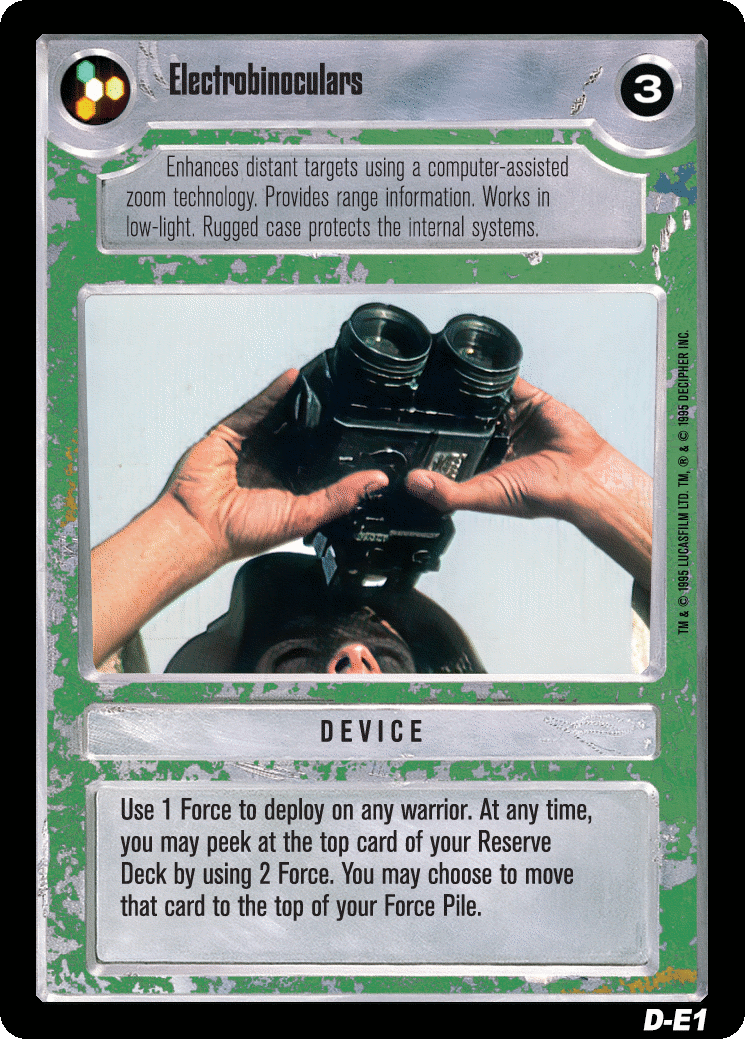 Electrobinoculars
3
Enhances distant targets using a computer-assisted
zoom technology. Provides range information. Works in
low-light. Rugged case protects the internal systems.
TM & © 1995 LUCASFILM LTD. TM, ® & © 1995 DECIPHER INC.
DEVICE
Use 1 Force to deploy on any warrior. At any time,
you may peek at the top card of your Reserve
Deck by using 2 Force. You may choose to move
that card to the top of your Force Pile.
D-E1